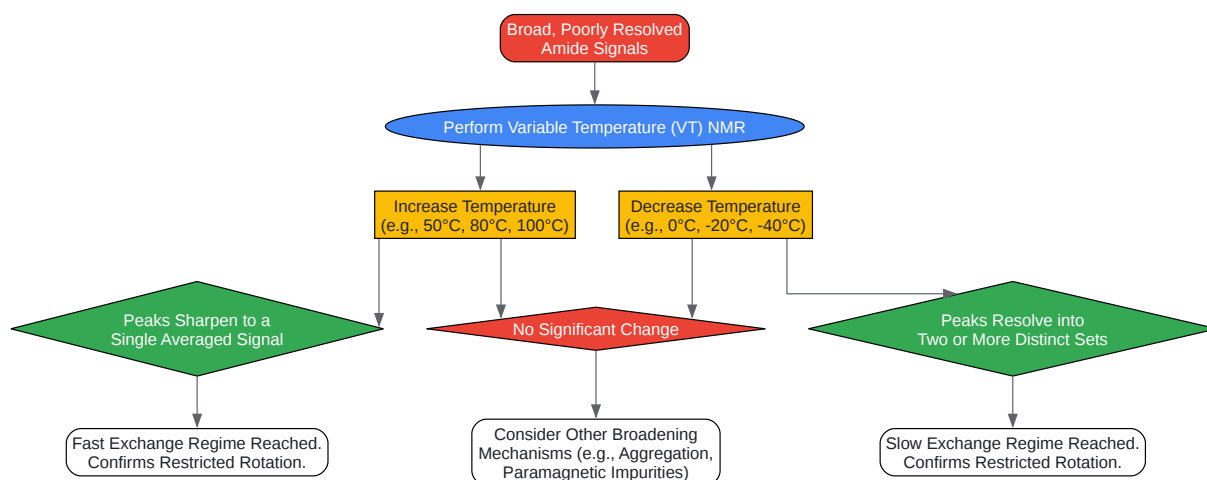 Broad, Poorly Resolved
Amide Signals
Perform Variable Temperature (VT) NMR
Increase Temperature
(e.g., 50°C, 80°C, 100°C)
Decrease Temperature
(e.g., 0°C, -20°C, -40°C)
Peaks Sharpen to a
Single Averaged Signal
No Significant Change
Peaks Resolve into
Two or More Distinct Sets
Fast Exchange Regime Reached.
Confirms Restricted Rotation.
Consider Other Broadening
Mechanisms (e.g., Aggregation,
Paramagnetic Impurities)
Slow Exchange Regime Reached.
Confirms Restricted Rotation.